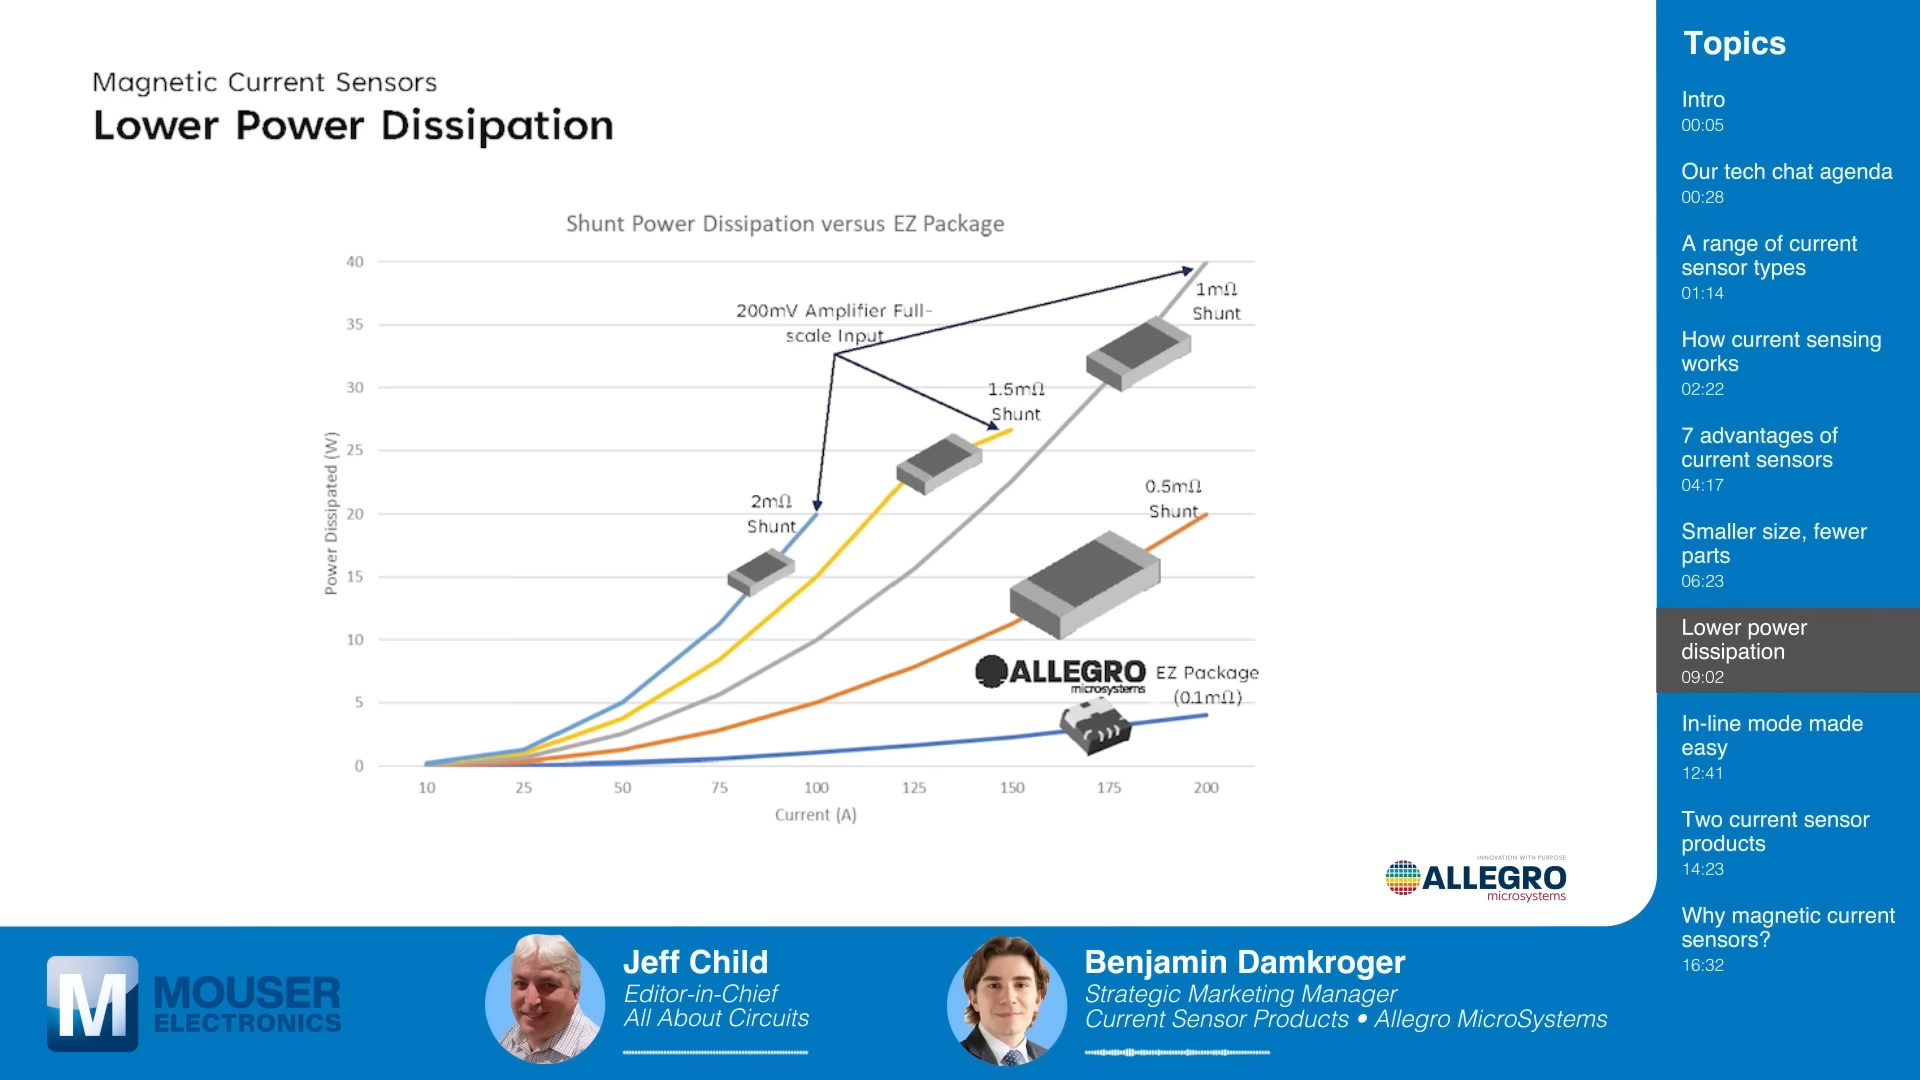 Magnetic Current Sensors
Lower Power Dissipation
Shunt Power Dissipation versus EZ Package
Power Dissipated (W)
40
35
30
25
20
15
10
5
0
200mV Amplifier Full-
scale Input
1mΩ
Shunt
1.5mΩ
Shunt
2mΩ
Shunt
0.5mΩ
Shunt
ALLEGRO
microsystems
EZ Package
(0.1mΩ)
10 25 50 75 100 125 150 175 200
Current (A)
INNOVATION WITH PURPOSE
ALLEGRO
microsystems
Topics
Intro
00:05
Our tech chat agenda
00:28
A range of current
sensor types
01:14
How current sensing
works
02:22
7 advantages of
current sensors
04:17
Smaller size, fewer
parts
06:23
Lower power
dissipation
09:02
In-line mode made
easy
12:41
Two current sensor
products
14:23
Why magnetic current
sensors?
16:32
M
MOUSER
ELECTRONICS
Jeff Child
Editor-in-Chief
All About Circuits
Benjamin Damkroger
Strategic Marketing Manager
Current Sensor Products • Allegro MicroSystems